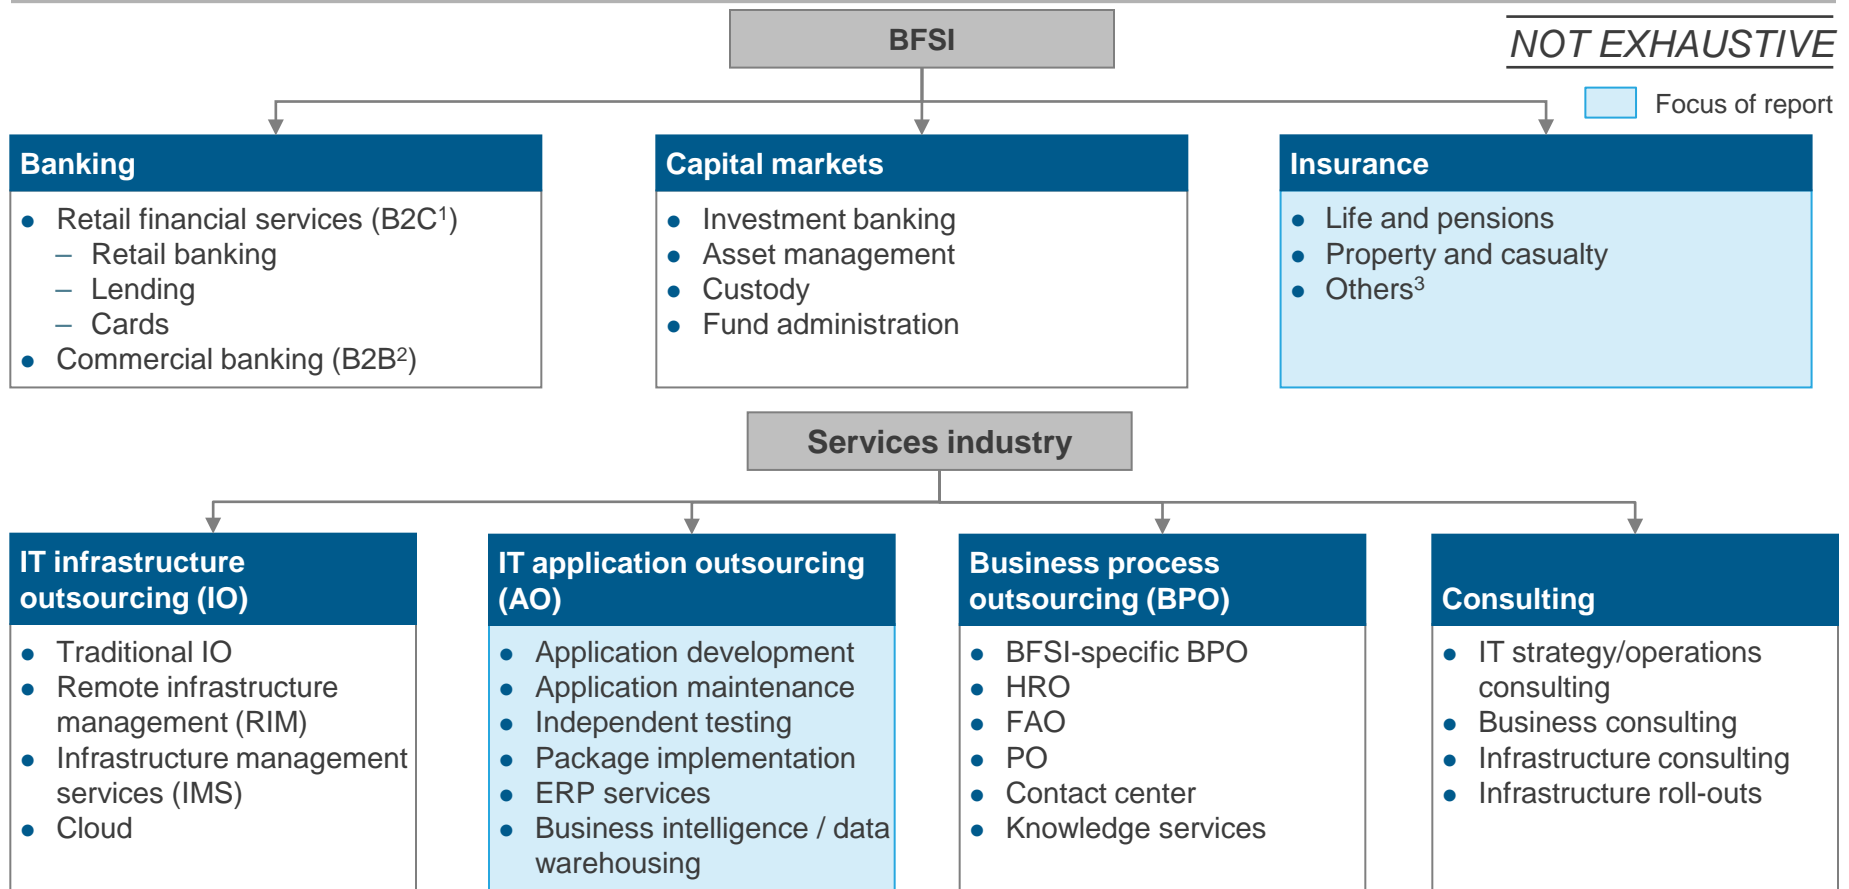 BFSI
NOT EXHAUSTIVE
Focus of report
Banking
● Retail financial services (B2C¹)
– Retail banking
– Lending
– Cards
● Commercial banking (B2B²)
Capital markets
● Investment banking
● Asset management
● Custody
● Fund administration
Insurance
● Life and pensions
● Property and casualty
● Others³
Services industry
IT infrastructure
outsourcing (IO)
● Traditional IO
● Remote infrastructure
management (RIM)
● Infrastructure management
services (IMS)
● Cloud
IT application outsourcing
(AO)
● Application development
● Application maintenance
● Independent testing
● Package implementation
● ERP services
● Business intelligence / data
warehousing
Business process
outsourcing (BPO)
● BFSI-specific BPO
● HRO
● FAO
● PO
● Contact center
● Knowledge services
Consulting
● IT strategy/operations
consulting
● Business consulting
● Infrastructure consulting
● Infrastructure roll-outs